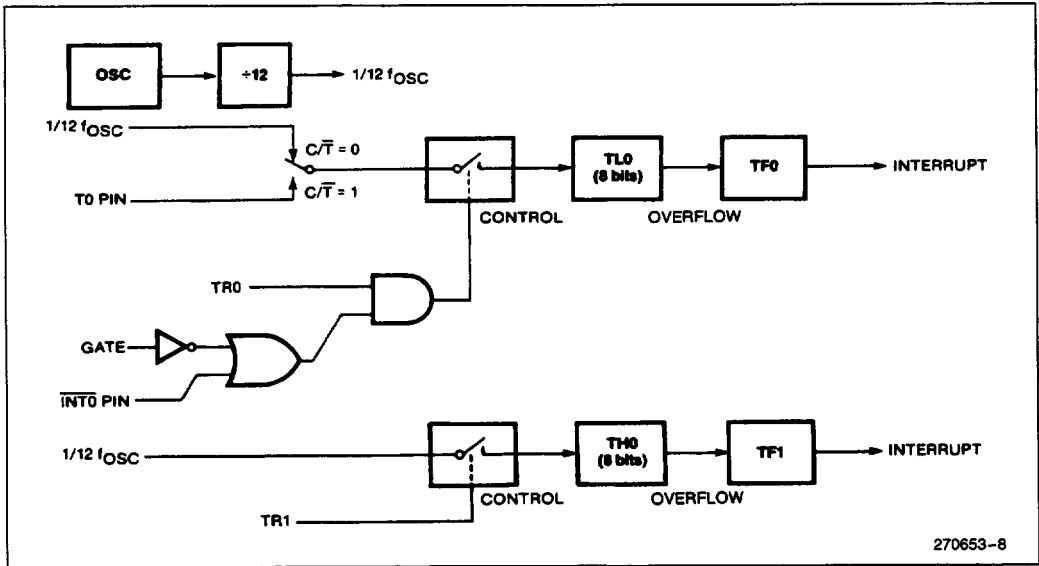 OSC
÷12
1/12 fOSC
1/12 fOSC
C/T̅ = 0
T0 PIN
C/T̅ = 1
CONTROL
TL0
(8 bits)
OVERFLOW
TF0
INTERRUPT
TR0
GATE
I̅N̅T̅0̅ PIN
1/12 fOSC
CONTROL
TH0
(8 bits)
OVERFLOW
TF1
INTERRUPT
TR1
270653-8